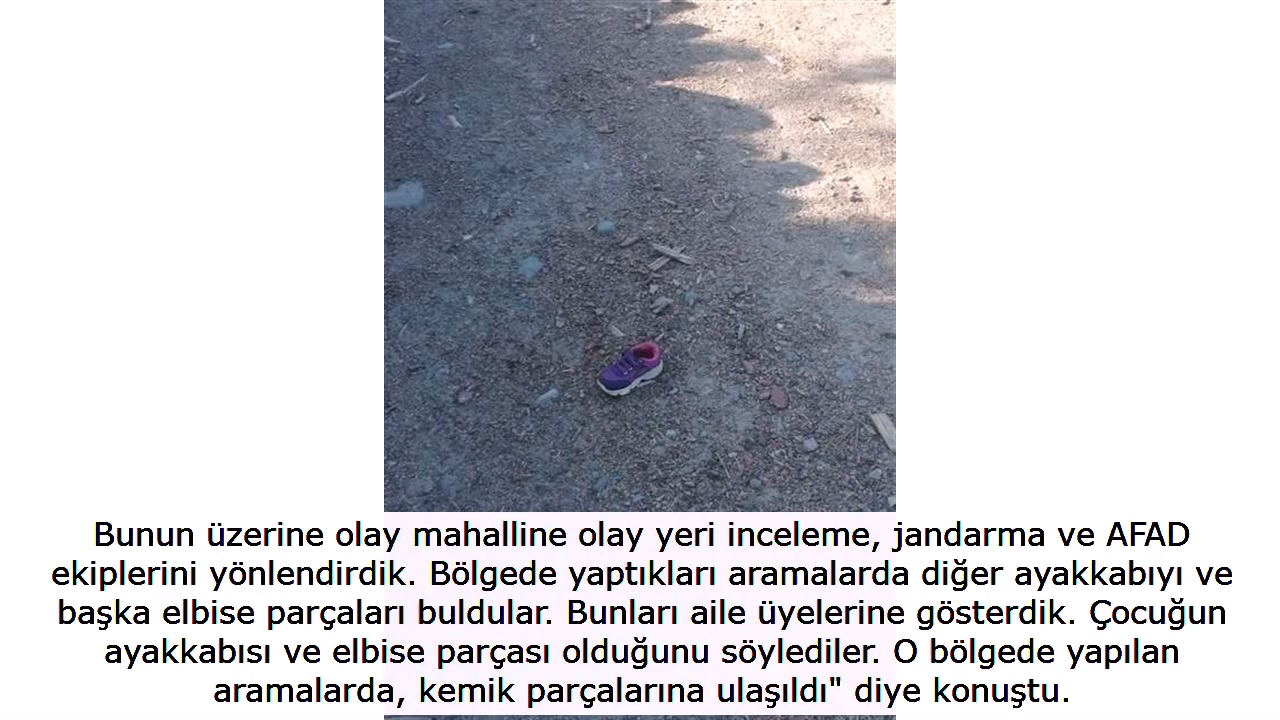 Bunun üzerine olay mahalline olay yeri inceleme, jandarma ve AFAD
ekiplerini yönlendirdik. Bölgede yaptıkları aramalarda diğer ayakkabıyı ve
başka elbise parçaları buldular. Bunları aile üyelerine gösterdik. Çocuğun
ayakkabısı ve elbise parçası olduğunu söylediler. O bölgede yapılan
aramalarda, kemik parçalarına ulaşıldı" diye konuştu.